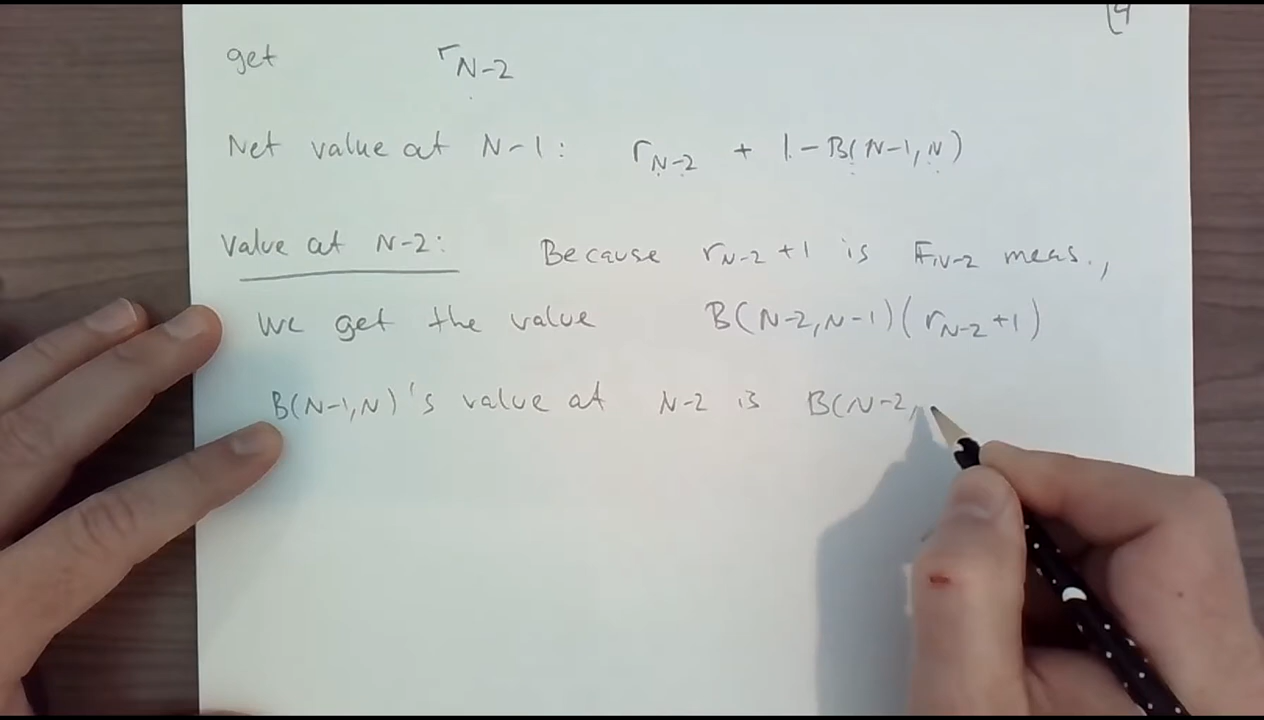 (4
get r_{N-2}
Net value at N-1: r_{N-2} + 1-B(N-1,N)
Value at N-2: Because r_{N-2}+1 is F_{N-2} meas.,
we get the value B(N-2,N-1)(r_{N-2}+1)
B(N-1,N)'s value at N-2 is B(N-2,